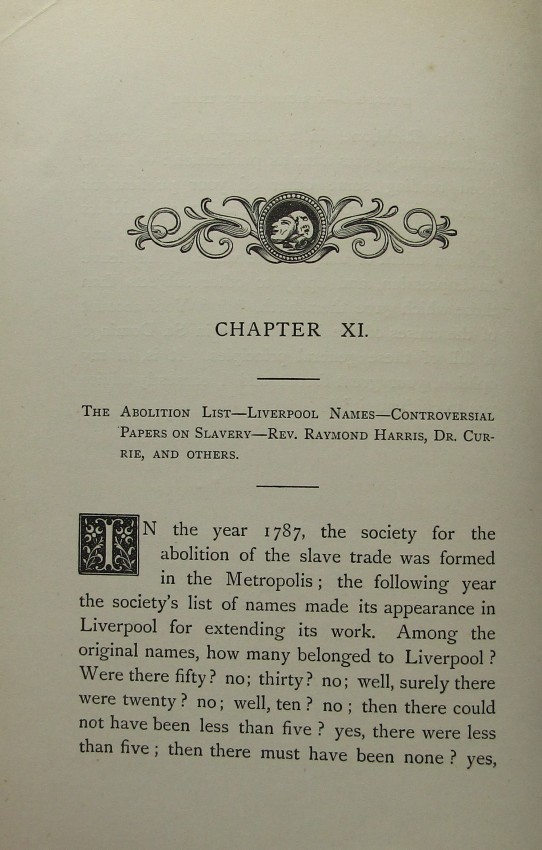 CHAPTER XI.
The Abolition List—Liverpool Names—Controversial
Papers on Slavery—Rev. Raymond Harris, Dr. Cur-
rie, and others.
IN the year 1787, the society for the
abolition of the slave trade was formed
in the Metropolis; the following year
the society's list of names made its appearance in
Liverpool for extending its work. Among the
original names, how many belonged to Liverpool?
Were there fifty? no; thirty? no; well, surely there
were twenty? no; well, ten? no; then there could
not have been less than five? yes, there were less
than five; then there must have been none? yes,